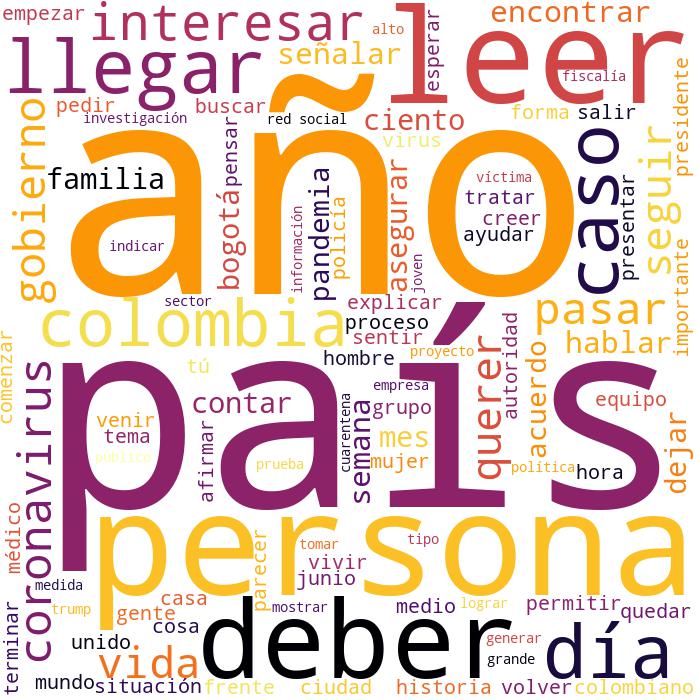 empezar
interesar
alto
esperar
encontrar
llegar
señalar
leer
fiscalía
pedir
buscar
red social
ciento
forma
salir
presidente
investigación
virus
gobierno
familia
año
pensar
bogotá
pandemia
policía
información
asegurar
joven
víctima
tratar
creer
ayudar
caso
presentar
seguir
importante
indicar
sector
colombia
explicar
proceso
sentir
pasar
hablar
autoridad
comenzar
tú
hombre
proyecto
querer
acuerdo
país
coronavirus
contar
empresa
grupo
equipo
dejar
venir
tema
publico
afirmar
cuarentena
semana
mes
mujer
prueba
política
hora
persona
médico
parecer
tomar
tipo
vivir
junio
medida
trump
casa
gente
cosa
mostrar
deber
medio
lograr
permitir
quedar
terminar
unido
vida
generar
grande
día
mundo
situación
frente
ciudad
historia
volver
colombiano